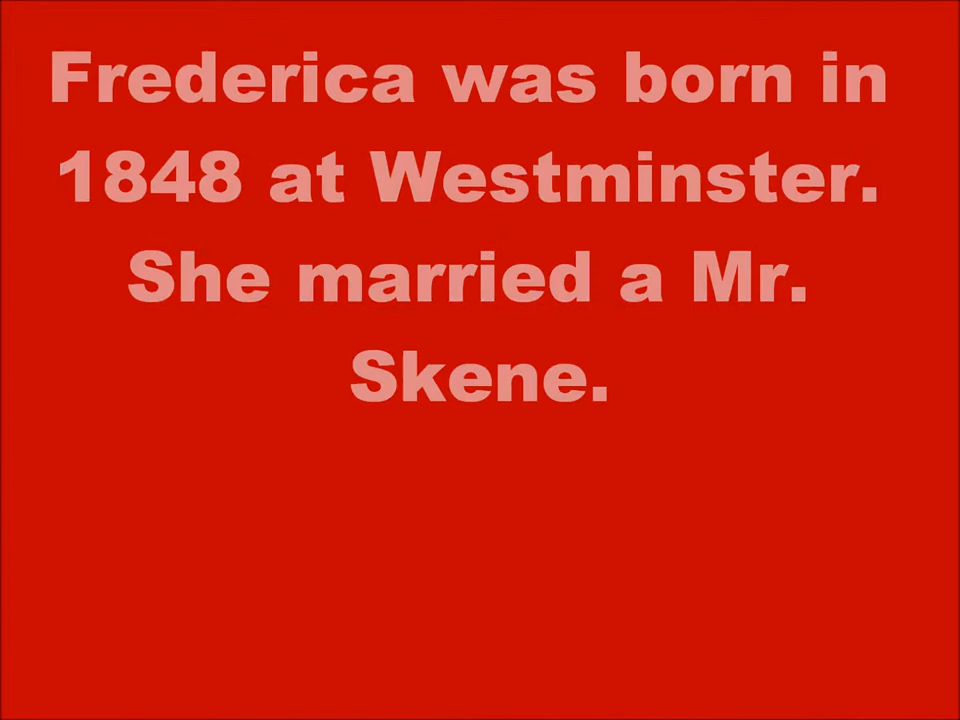 Frederica was born in
1848 at Westminster.
She married a Mr.
Skene.